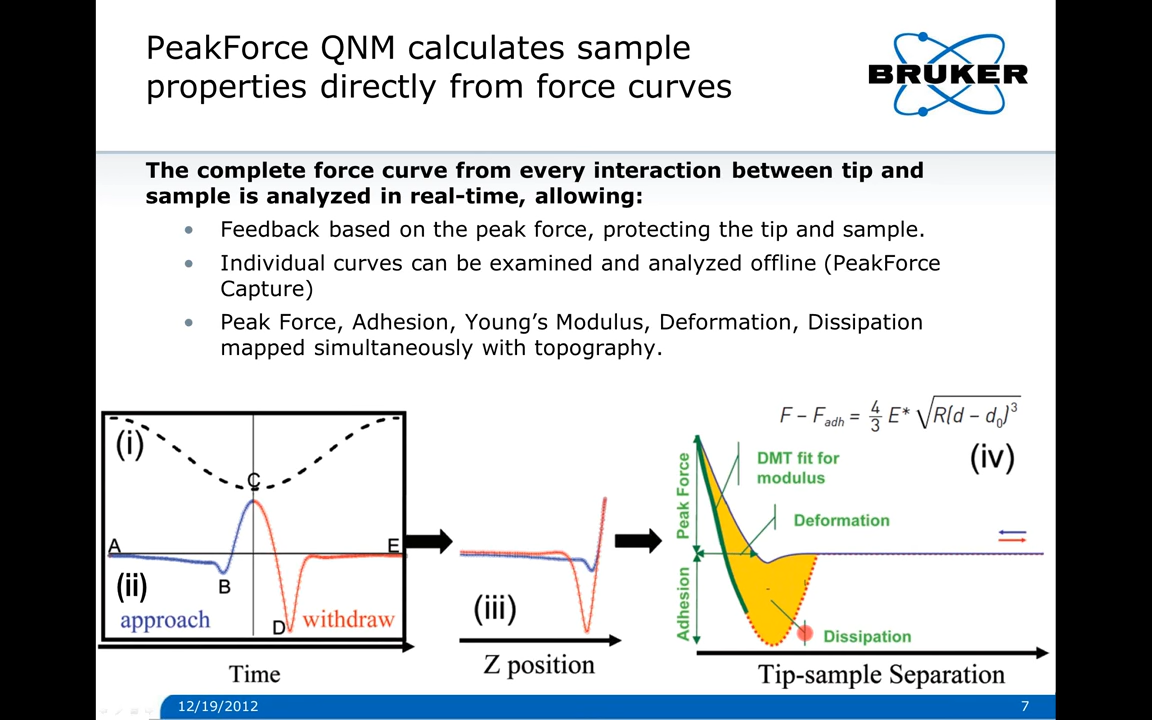 PeakForce QNM calculates sample
properties directly from force curves
BRUKER
The complete force curve from every interaction between tip and
sample is analyzed in real-time, allowing:
• Feedback based on the peak force, protecting the tip and sample.
• Individual curves can be examined and analyzed offline (PeakForce
Capture)
• Peak Force, Adhesion, Young's Modulus, Deformation, Dissipation
mapped simultaneously with topography.
F – F_adh = 4/3 E* √R(d – d₀)³
(i)
C
A
E
(ii)
B
approach
D
withdraw
Time
(iii)
Z position
(iv)
Peak Force
DMT fit for
modulus
Deformation
Adhesion
Dissipation
Tip-sample Separation
12/19/2012
7